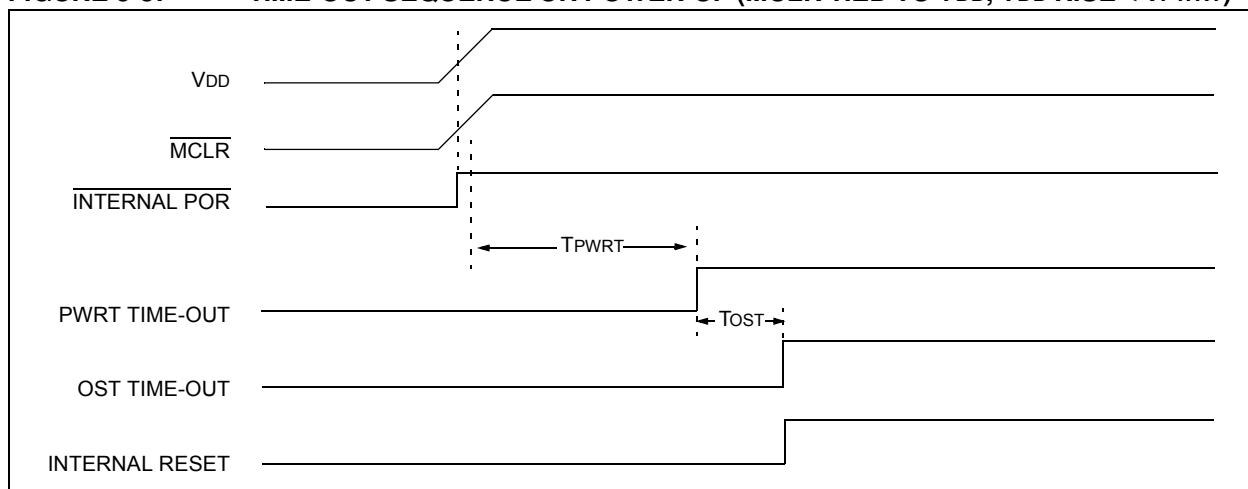 VDD
MCLR
INTERNAL POR
TPWRT
PWRT TIME-OUT
TOST
OST TIME-OUT
INTERNAL RESET